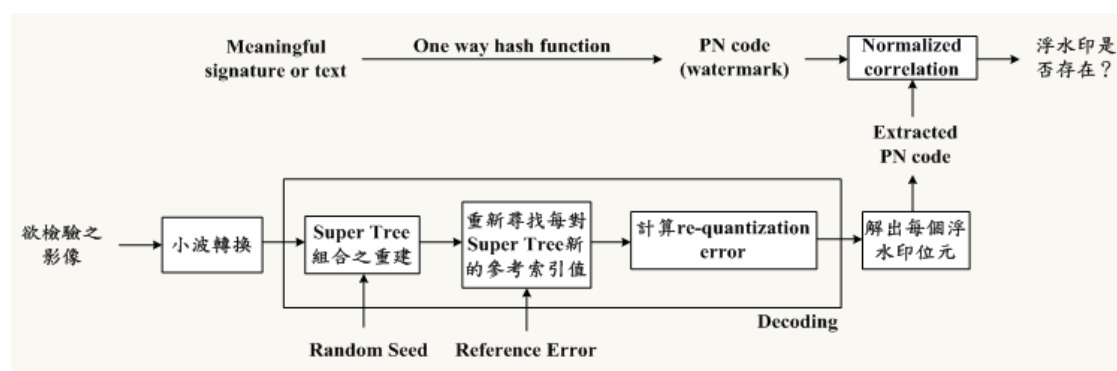 Meaningful
signature or text
One way hash function
PN code
(watermark)
Normalized
correlation
浮水印是
否存在？
Extracted
PN code
欲檢驗之
影像
小波轉換
Super Tree
組合之重建
重新尋找每對
Super Tree新
的參考索引值
計算re-quantization
error
解出每個浮
水印位元
Decoding
Random Seed
Reference Error